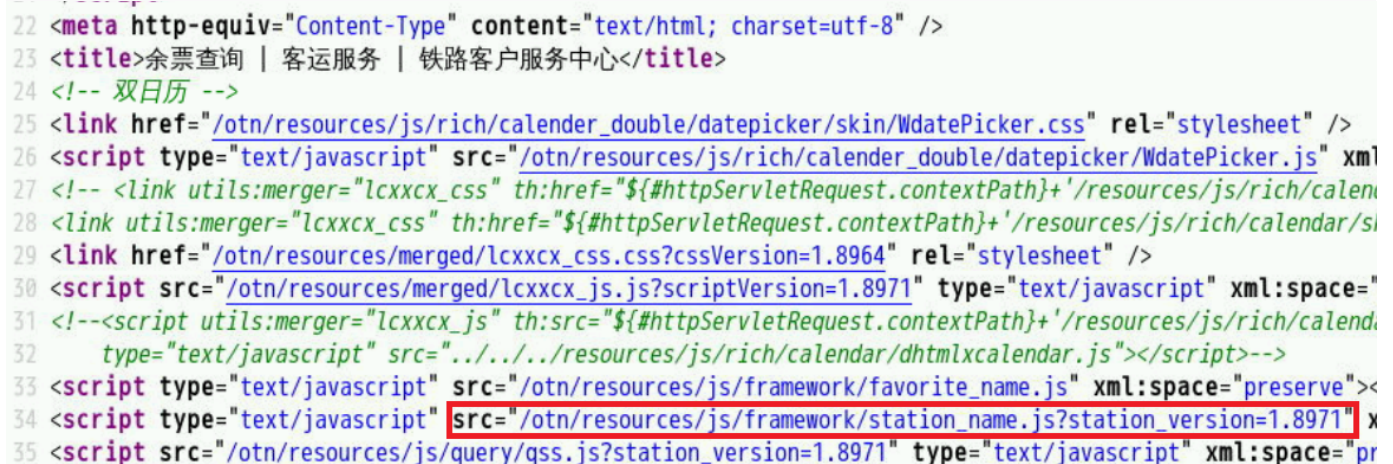 22 <meta http-equiv="Content-Type" content="text/html; charset=utf-8" />
23 <title>余票查询 | 客运服务 | 铁路客户服务中心</title>
24 <!-- 双日历 -->
25 <link href="/otn/resources/js/rich/calender_double/datepicker/skin/WdatePicker.css" rel="stylesheet" />
26 <script type="text/javascript" src="/otn/resources/js/rich/calender_double/datepicker/WdatePicker.js" xml
27 <!-- <link utils:merger="lcxxcx_css" th:href="${#httpServletRequest.contextPath}+'/resources/js/rich/calend
28 <link utils:merger="lcxxcx_css" th:href="${#httpServletRequest.contextPath}+'/resources/js/rich/calendar/sk
29 <link href="/otn/resources/merged/lcxxcx_css.css?cssVersion=1.8964" rel="stylesheet" />
30 <script src="/otn/resources/merged/lcxxcx_js.js?scriptVersion=1.8971" type="text/javascript" xml:space="
31 <!--<script utils:merger="lcxxcx_js" th:src="${#httpServletRequest.contextPath}+'/resources/js/rich/calenda
32 type="text/javascript" src="../../../resources/js/rich/calendar/dhtmlxcalendar.js"></script>-->
33 <script type="text/javascript" src="/otn/resources/js/framework/favorite_name.js" xml:space="preserve"><
34 <script type="text/javascript" src="/otn/resources/js/framework/station_name.js?station_version=1.8971" x
35 <script src="/otn/resources/js/query/qss.js?station_version=1.8971" type="text/javascript" xml:space="pr